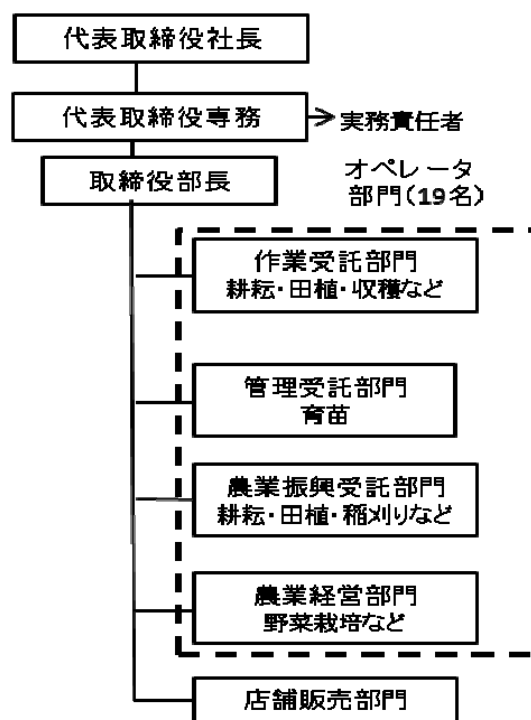 代表取締役社長
代表取締役専務
実務責任者
取締役部長
オペレータ
部門(19名)
作業受託部門
耕耘・田植・収穫など
管理受託部門
育苗
農業振興受託部門
耕耘・田植・稲刈りなど
農業経営部門
野菜栽培など
店舗販売部門